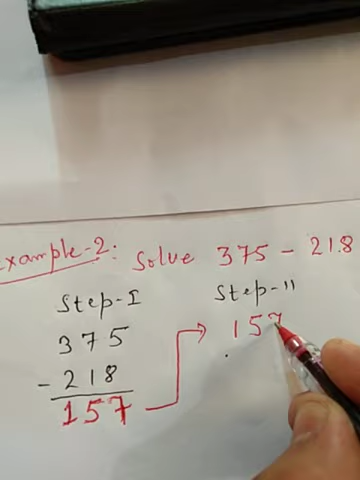 Example-2: Solve 375 - 218
Step-I
375
- 218
157
Step-II
157